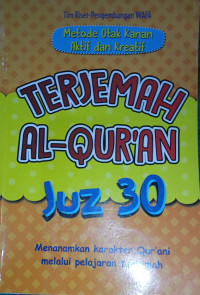 Tim Riset-Pengembangan WAFA
Metode Otak Kanan
Aktif dan Kreatif
TERJEMAH
AL-QUR'AN
Juz 30
Menanamkan karakter Qur'ani
melalui pelajaran terjemah